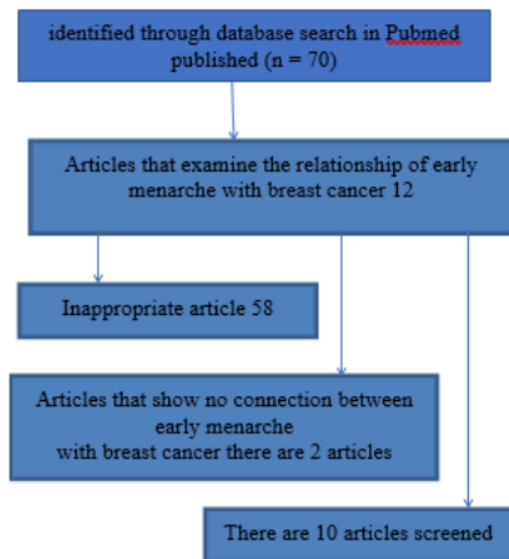 identified through database search in Pubmed
published (n = 70)
Articles that examine the relationship of early
menarche with breast cancer 12
Inappropriate article 58
Articles that show no connection between
early menarche
with breast cancer there are 2 articles
There are 10 articles screened